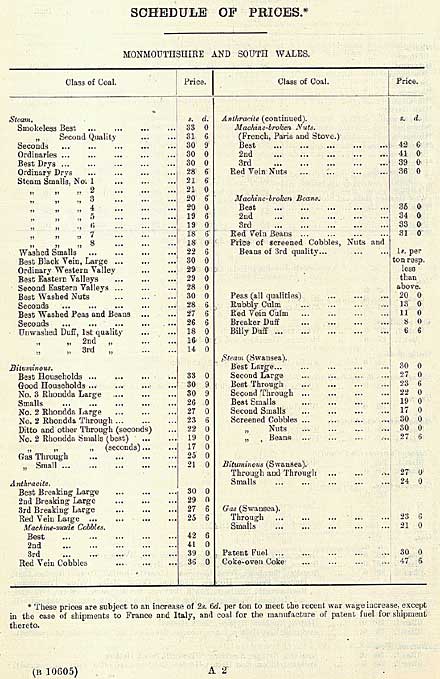 SCHEDULE OF PRICES.*
MONMOUTHSHIRE AND SOUTH WALES.
Class of Coal. Price.
s. d.
Steam.
Smokeless Best ... ... ... ... 33 0
„ Second Quality ... ... 31 6
Seconds ... ... ... ... 30 9
Ordinaries ... ... ... ... 30 0
Best Drys ... ... ... ... 30 0
Ordinary Drys ... ... ... 28 6
Steam Smalls, No. 1 ... ... ... 21 6
„ „ „ 2 ... ... ... 21 0
„ „ „ 3 ... ... ... 20 6
„ „ „ 4 ... ... ... 20 0
„ „ „ 5 ... ... ... 19 6
„ „ „ 6 ... ... ... 19 0
„ „ „ 7 ... ... ... 18 6
„ „ „ 8 ... ... ... 18 0
Washed Smalls ... ... ... 22 6
Best Black Vein, Large ... ... 30 0
Ordinary Western Valley ... ... 29 0
Best Eastern Valleys ... ... 29 0
Second Eastern Valleys ... ... 28 0
Best Washed Nuts ... ... 30 0
Seconds ... ... ... 28 6
Best Washed Peas and Beans ... ... 27 6
Seconds ... ... ... 26 6
Unwashed Duff, 1st quality ... ... 18 0
„ „ 2nd „ ... ... 16 0
„ „ 3rd „ ... ... 14 0
Bituminous.
Best Households ... ... ... 33 0
Good Households ... ... ... 30 9
No. 3 Rhondda Large ... ... 30 9
Smalls ... ... ... 26 0
No. 2 Rhondda Large ... ... 27 0
No. 2 Rhondda Through ... ... 23 6
Ditto and other Through (seconds) ... 22 0
No. 2 Rhondda Smalls (best) ... ... 19 0
„ „ „ (seconds) ... ... 17 0
Gas Through ... ... ... 25 0
„ Small ... ... ... 21 0
Anthracite.
Best Breaking Large ... ... 30 0
2nd Breaking Large ... ... 29 0
3rd Breaking Large ... ... 27 6
Red Vein Large ... ... ... 25 6
Machine-made Cobbles.
Best ... ... ... 42 6
2nd ... ... ... 41 0
3rd ... ... ... 39 0
Red Vein Cobbles ... ... 36 0
Class of Coal. Price.
s. d.
Anthracite (continued).
Machine-broken Nuts.
(French, Paris and Stove.)
Best ... ... ... ... 42 6
2nd ... ... ... ... 41 0
3rd ... ... ... ... 39 0
Red Vein Nuts ... ... ... 36 0
Machine-broken Beans.
Best ... ... ... ... 35 0
2nd ... ... ... ... 34 0
3rd ... ... ... ... 33 0
Red Vein Beans ... ... ... 31 0
Price of screened Cobbles, Nuts and
Beans of 3rd quality... ... ... 1s. per
ton resp.
less
than
above.
Peas (all qualities) ... ... 20 0
Rubbly Culm ... ... ... 13 0
Red Vein Culm ... ... ... 11 0
Breaker Duff ... ... ... 8 0
Billy Duff ... ... ... 6 6
Steam (Swansea).
Best Large... ... ... ... 30 0
Second Large ... ... ... 27 0
Best Through ... ... ... 23 6
Second Through ... ... ... 22 0
Best Smalls ... ... ... 19 0
Second Smalls ... ... ... 17 0
Screened Cobbles ... ... ... 30 0
„ Nuts ... ... ... 30 0
„ Beans ... ... ... 27 6
Bituminous (Swansea).
Through and Through ... ... 27 0
Smalls ... ... ... 24 0
Gas (Swansea).
Through ... ... ... 23 6
Smalls ... ... ... 21 0
Patent Fuel ... ... ... 30 0
Coke-oven Coke ... ... ... 47 6
* These prices are subject to an increase of 2s. 6d. per ton to meet the recent war wage increase, except
in the case of shipments to France and Italy, and coal for the manufacture of patent fuel for shipment
thereto.
(B 10605) A 2